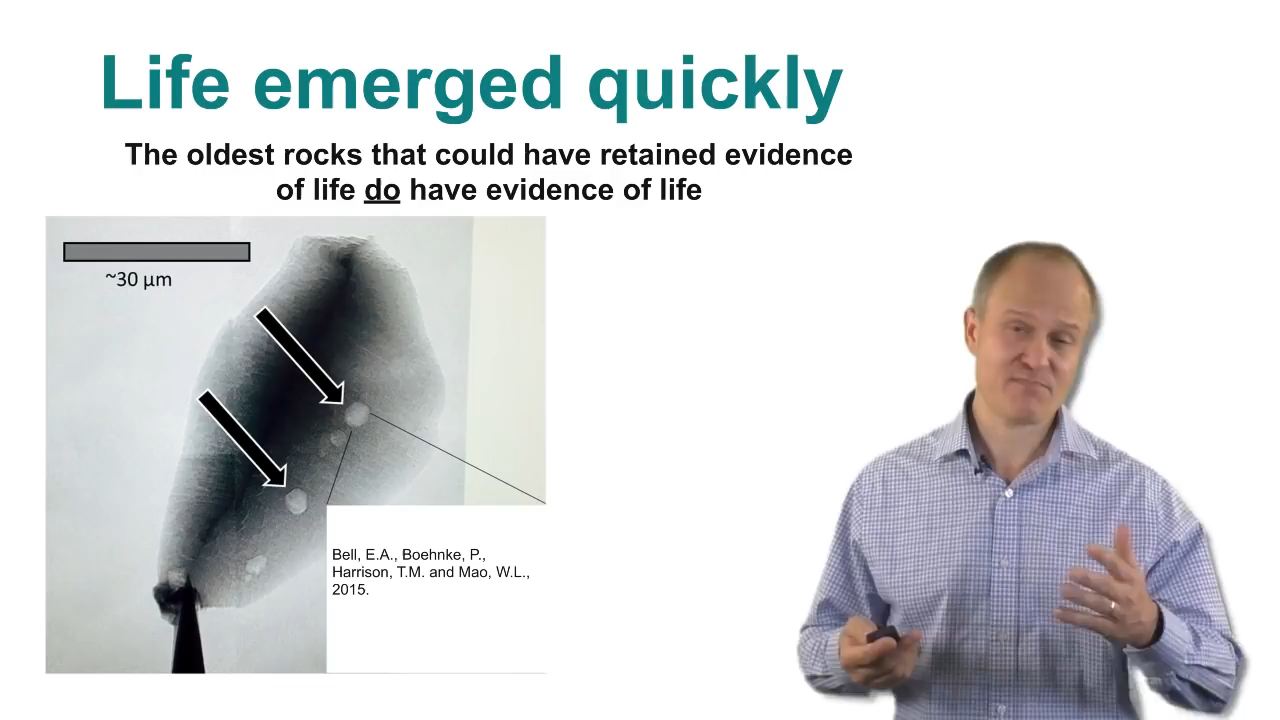 Life emerged quickly
The oldest rocks that could have retained evidence
of life do have evidence of life
~30 µm
Bell, E.A., Boehnke, P.,
Harrison, T.M. and Mao, W.L.,
2015.